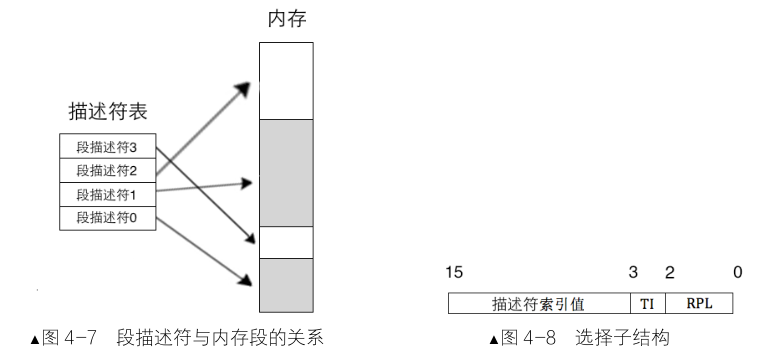 内存
描述符表
段描述符3
段描述符2
段描述符1
段描述符0
▲图 4-7 段描述符与内存段的关系
15 3 2 0
描述符索引值 TI RPL
▲图 4-8 选择子结构